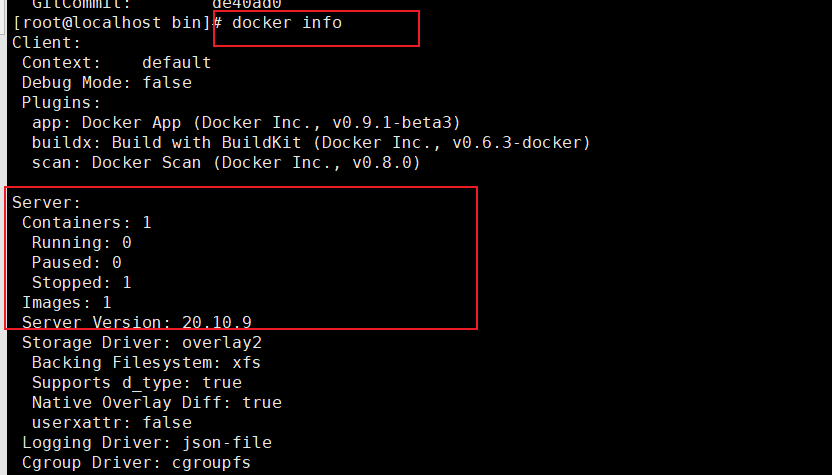 GitCommit: de40ad0
[root@localhost bin]# docker info
Client:
Context: default
Debug Mode: false
Plugins:
app: Docker App (Docker Inc., v0.9.1-beta3)
buildx: Build with BuildKit (Docker Inc., v0.6.3-docker)
scan: Docker Scan (Docker Inc., v0.8.0)
Server:
Containers: 1
Running: 0
Paused: 0
Stopped: 1
Images: 1
Server Version: 20.10.9
Storage Driver: overlay2
Backing Filesystem: xfs
Supports d_type: true
Native Overlay Diff: true
userxattr: false
Logging Driver: json-file
Cgroup Driver: cgroupfs